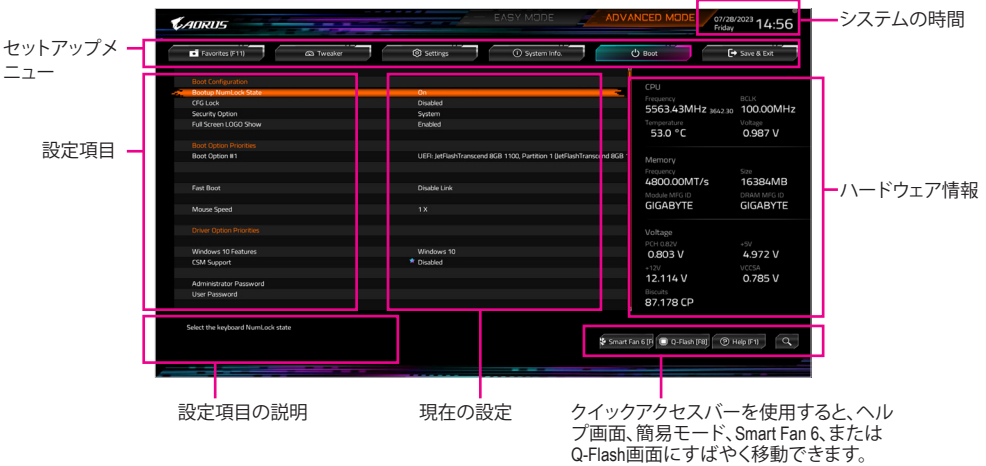 AORUS
EASY MODE
ADVANCED MODE
07/28/2023
Friday
14:56
システムの時間
セットアップメ
ニュー
Favorites (F11)
Tweaker
Settings
System Info.
Boot
Save & Exit
設定項目
Boot Configuration
Bootup NumLock State On
CFG Lock Disabled
Security Option System
Full Screen LOGO Show Enabled
Boot Option Priorities
Boot Option #1 UEFI: JetFlashTranscend 8GB 1100, Partition 1 (JetFlashTranscend 8GB 1
Fast Boot Disable Link
Mouse Speed 1 X
Driver Option Priorities
Windows 10 Features Windows 10
CSM Support Disabled
Administrator Password
User Password
CPU
Frequency BCLK
5563.43MHz 3642.30 100.00MHz
Temperature Voltage
53.0 °C 0.987 V
Memory
Frequency Size
4800.00MT/s 16384MB
Module MFG ID DRAM MFG ID
GIGABYTE GIGABYTE
Voltage
PCH 0.82V +5V
0.803 V 4.972 V
+12V VCCSA
12.114 V 0.785 V
Biscuits
87.178 CP
ハードウェア情報
Select the keyboard NumLock state
Smart Fan 6 [F
Q-Flash [F8]
Help (F1)
設定項目の説明
現在の設定
クイックアクセスバーを使用すると、ヘル
プ画面、簡易モード、Smart Fan 6、または
Q-Flash画面にすばやく移動できます。